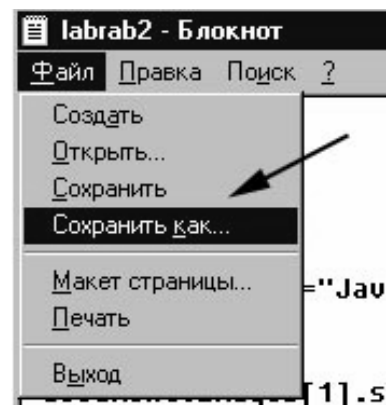 labrab2 - Блокнот
Файл Правка Поиск ?
Создать
Открыть...
Сохранить
Сохранить как...
Макет страницы...
="Jav
Печать
Выход
[1].s